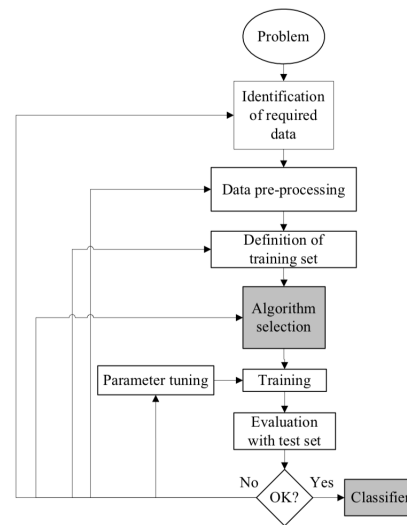 Problem
Identification
of required
data
Data pre-processing
Definition of
training set
Algorithm
selection
Parameter tuning
Training
Evaluation
with test set
No
OK?
Yes
Classifier